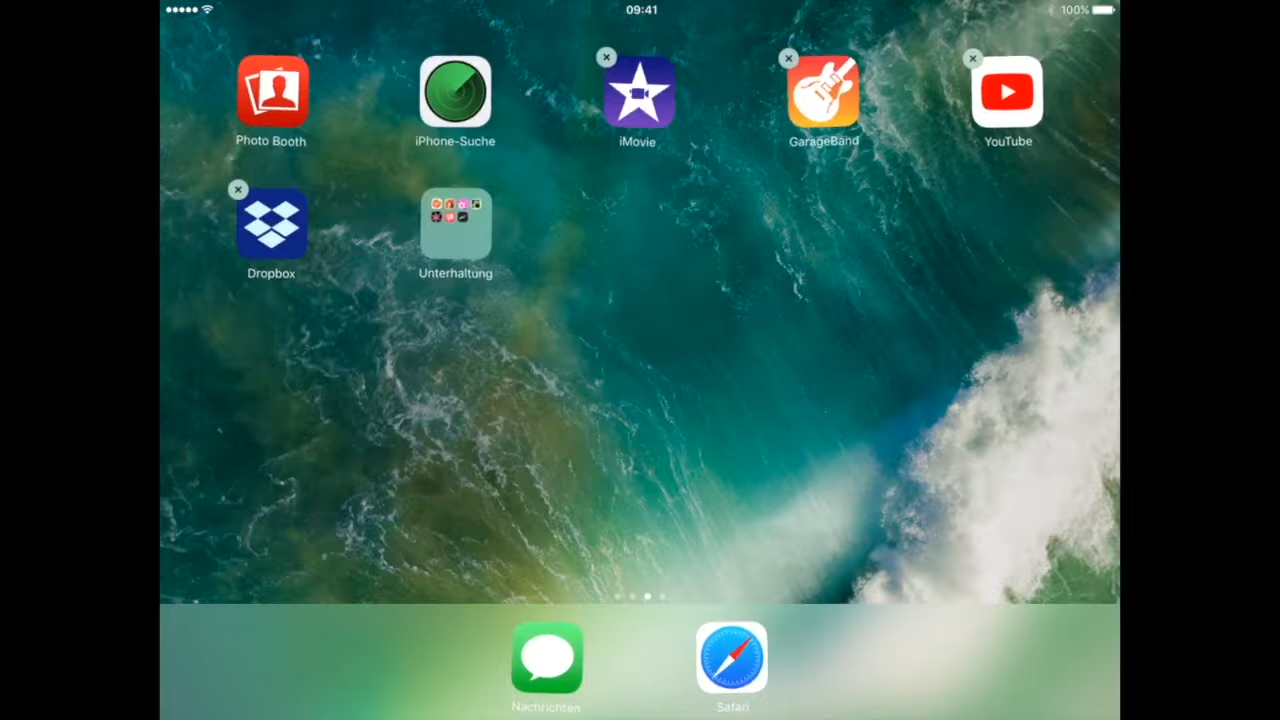 09:41
100%
Photo Booth
iPhone-Suche
iMovie
GarageBand
YouTube
Dropbox
Unterhaltung
Nachrichten
Safari